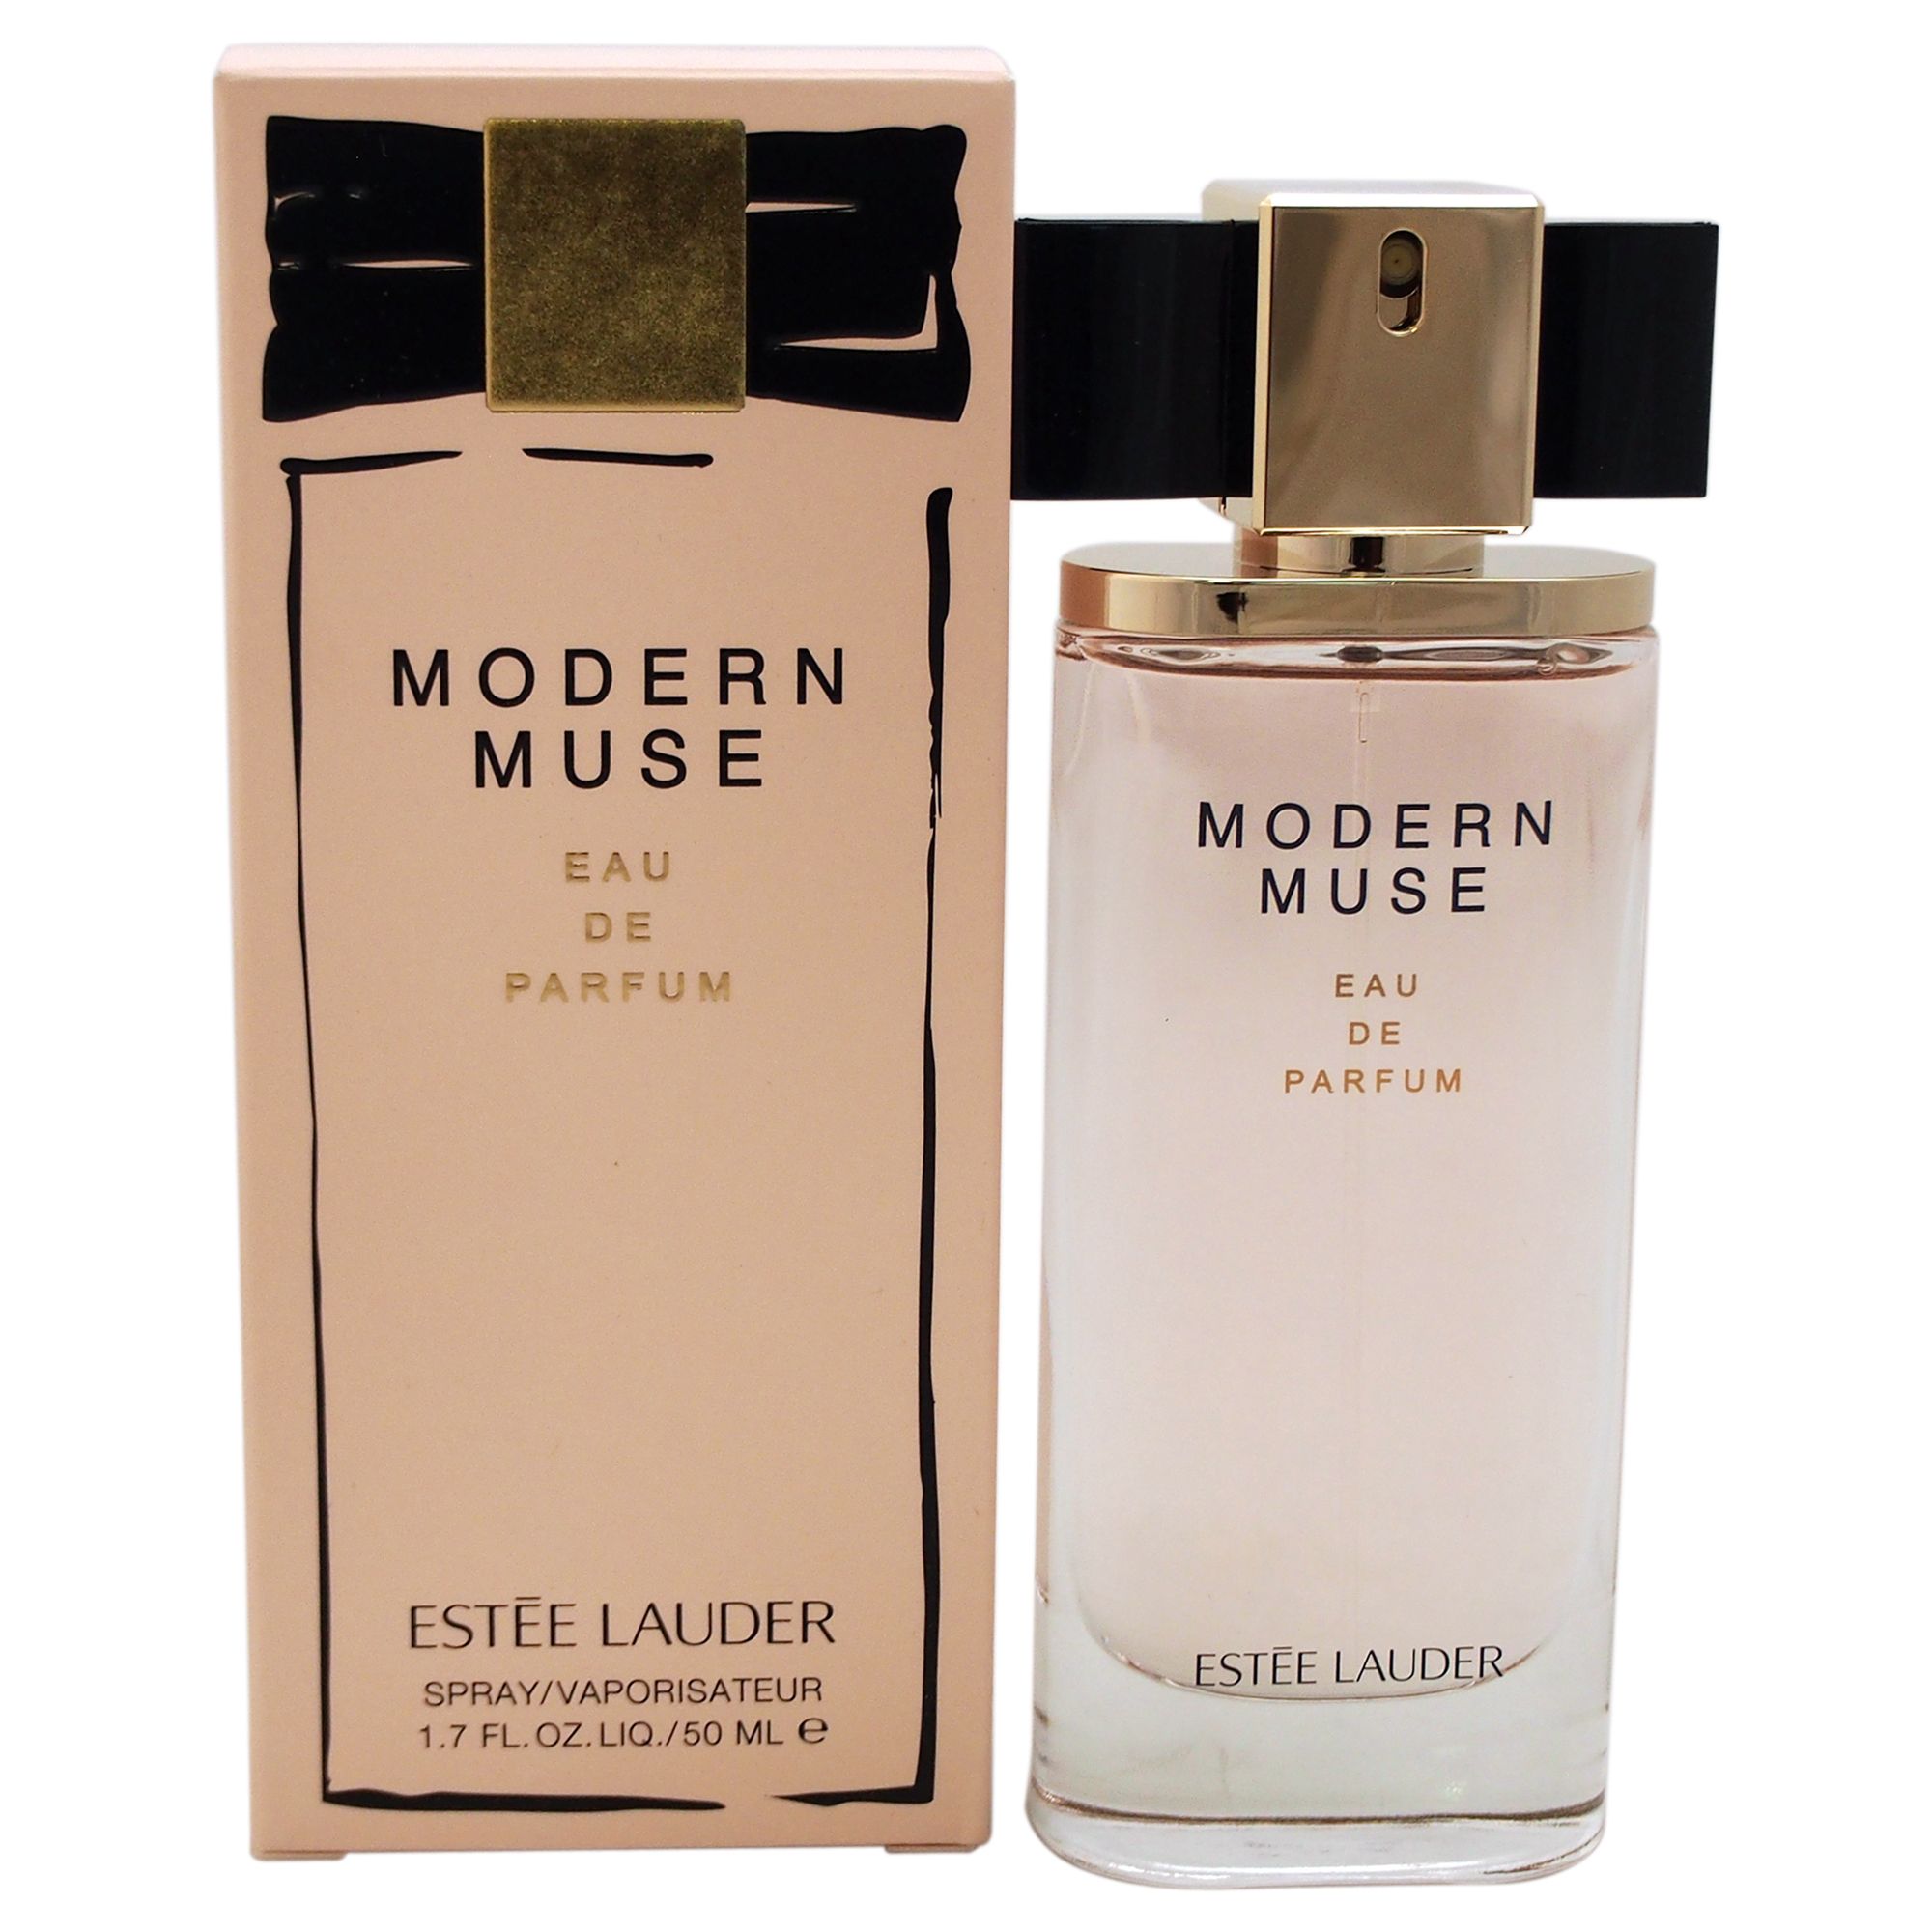 MODERN
MUSE
EAU
DE
PARFUM
ESTĒE LAUDER
SPRAY/VAPORISATEUR
1.7 FL.OZ.LIQ./50 ML ℮
MODERN
MUSE
EAU
DE
PARFUM
ESTĒE LAUDER